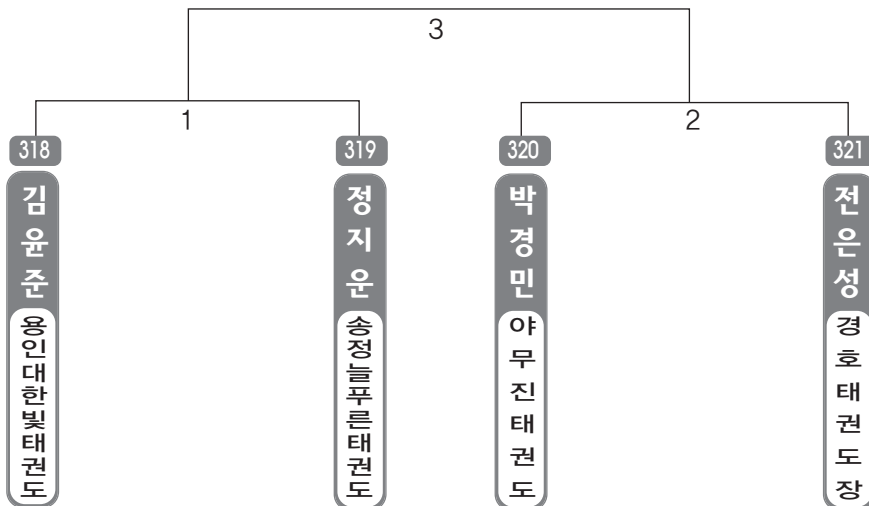 3
1
2
318
319
320
321
김윤준
정지운
박경민
전은성
용인대한빛태권도
송정늘푸른태권도
야무진태권도
경호태권도장